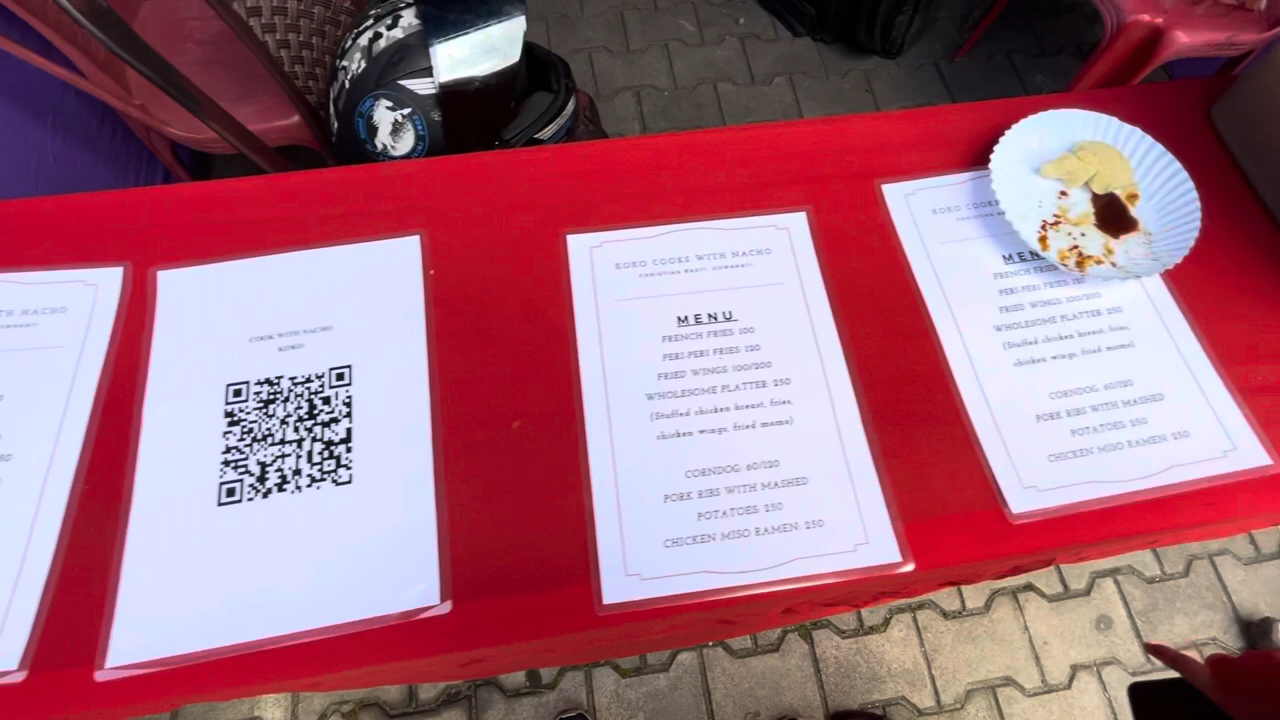 TH NACHO
COOK WITH NACHO
KOKO
KOKO COOKS WITH NACHO
CHRISTIAN BASTI, GUWAHATI
MENU
FRENCH FRIES: 100
PERI-PERI FRIES: 120
FRIED WINGS: 100/200
WHOLESOME PLATTER: 250
(Stuffed chicken breast, fries,
chicken wings, fried momo)
CORNDOG: 60/120
PORK RIBS WITH MASHED
POTATOES: 250
CHICKEN MISO RAMEN: 250
KOKO COOKS
CHRISTIAN
MEN
FRENCH FRIES
PERI-PERI FRIES: 120
FRIED WINGS: 100/200
WHOLESOME PLATTER: 250
(Stuffed chicken breast, fries,
chicken wings, fried momo)
CORNDOG: 60/120
PORK RIBS WITH MASHED
POTATOES: 250
CHICKEN MISO RAMEN: 250